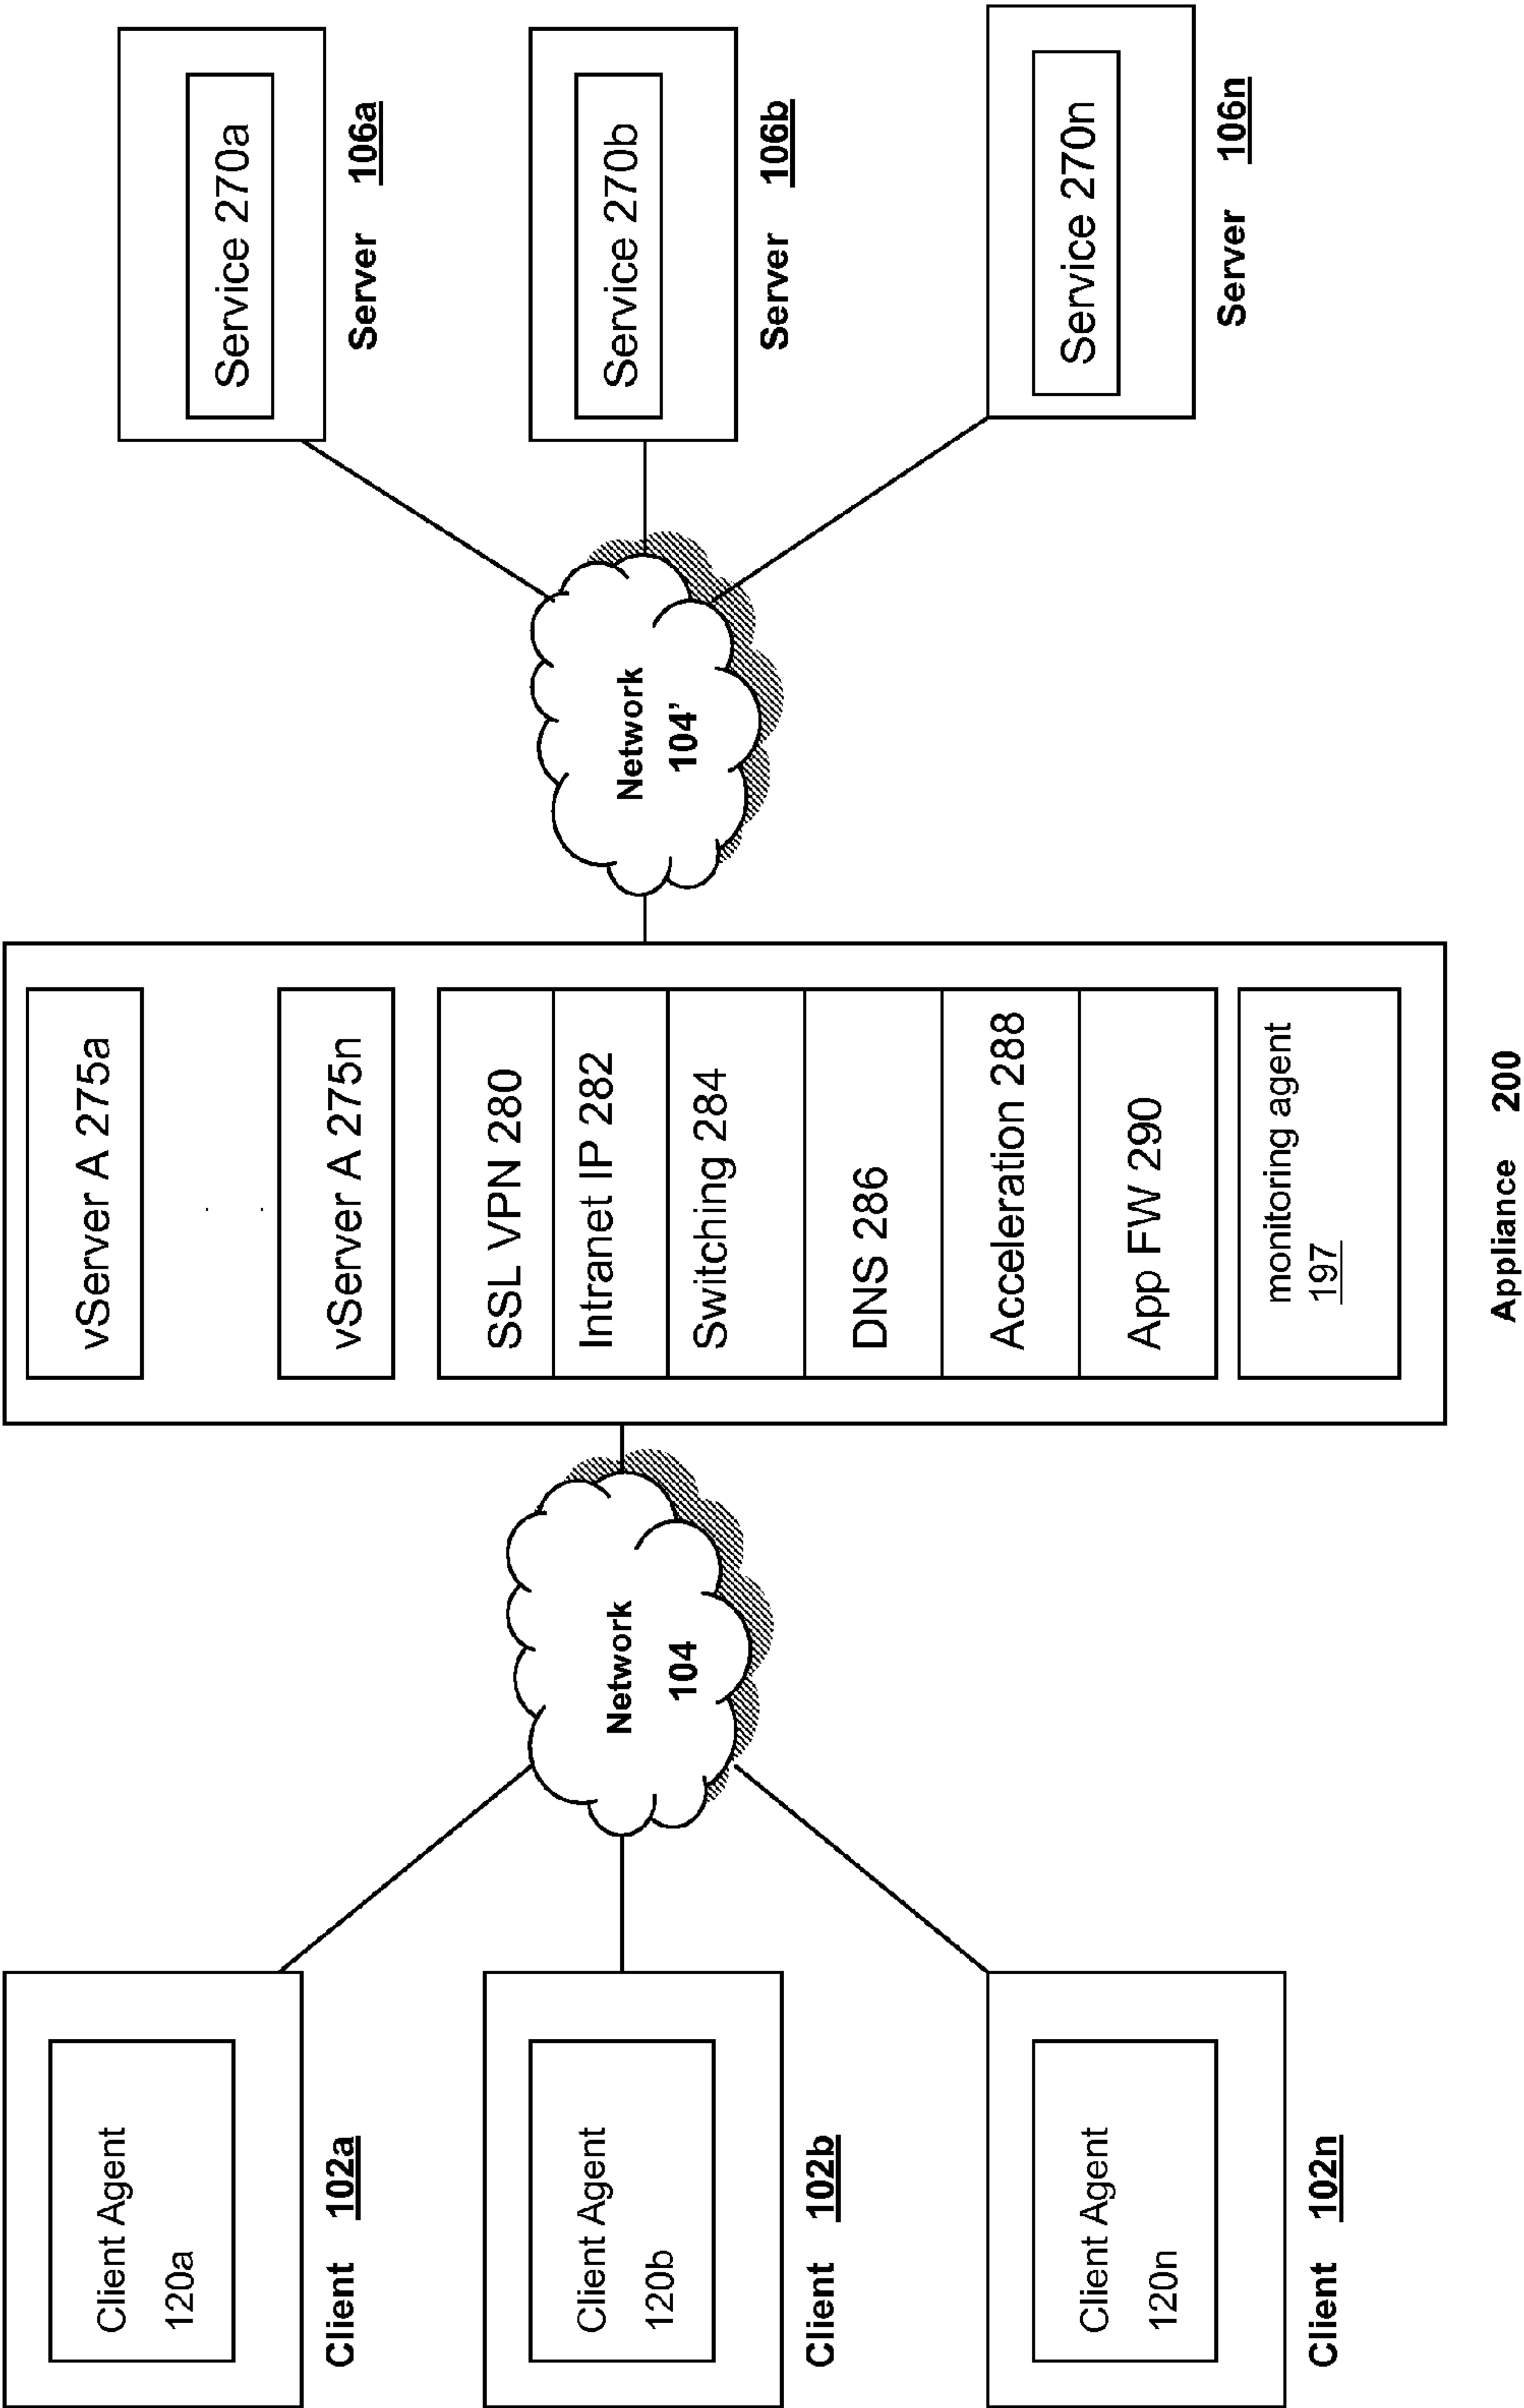 Client Agent
120a
Client 102a
Client Agent
120b
Client 102b
Client Agent
120n
Client 102n
Network
104
vServer A 275a
vServer A 275n
SSL VPN 280
Intranet IP 282
Switching 284
DNS 286
Acceleration 288
App FW 290
monitoring agent
197
Appliance 200
Network
104'
Service 270a
Server 106a
Service 270b
Server 106b
Service 270n
Server 106n